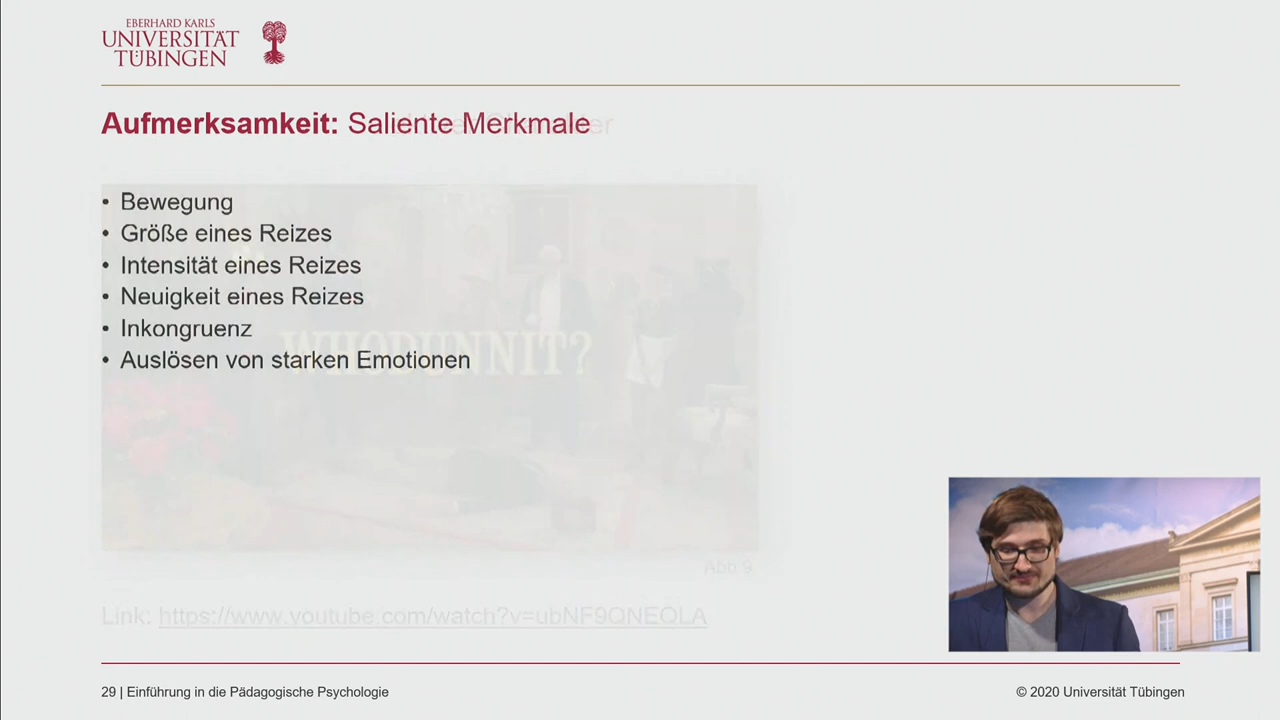 EBERHARD KARLS
UNIVERSITÄT
TÜBINGEN
Aufmerksamkeit: Saliente Merkmale
• Bewegung
• Größe eines Reizes
• Intensität eines Reizes
• Neuigkeit eines Reizes
• Inkongruenz
• Auslösen von starken Emotionen
WHODUNNIT?
Abb 9
Link: https://www.youtube.com/watch?v=ubNF9QNEQLA
29 | Einführung in die Pädagogische Psychologie
© 2020 Universität Tübingen